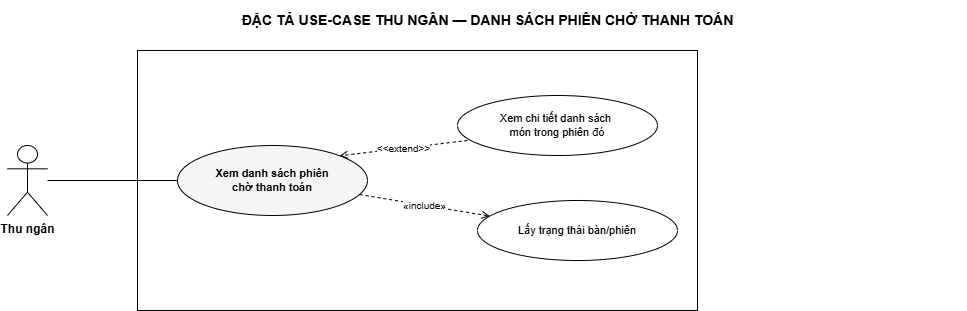 ĐẶC TẢ USE-CASE THU NGÂN — DANH SÁCH PHIÊN CHỜ THANH TOÁN
Xem chi tiết danh sách
món trong phiên đó
<<extend>>
Xem danh sách phiên
chờ thanh toán
«include»
Thu ngân
Lấy trạng thái bàn/phiên